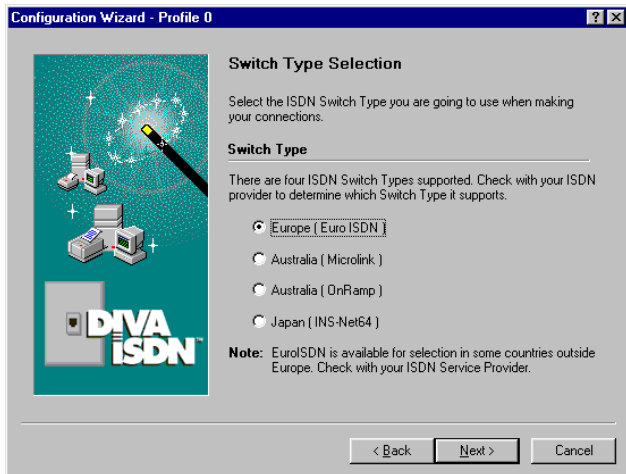 Configuration Wizard - Profile 0
Switch Type Selection
Select the ISDN Switch Type you are going to use when making
your connections.
Switch Type
There are four ISDN Switch Types supported. Check with your ISDN
provider to determine which Switch Type it supports.
Europe ( Euro ISDN )
Australia ( Microlink )
Australia ( OnRamp )
Japan ( INS-Net64 )
Note: EuroISDN is available for selection in some countries outside
Europe. Check with your ISDN Service Provider.
DIVA
ISDN™
< Back
Next >
Cancel